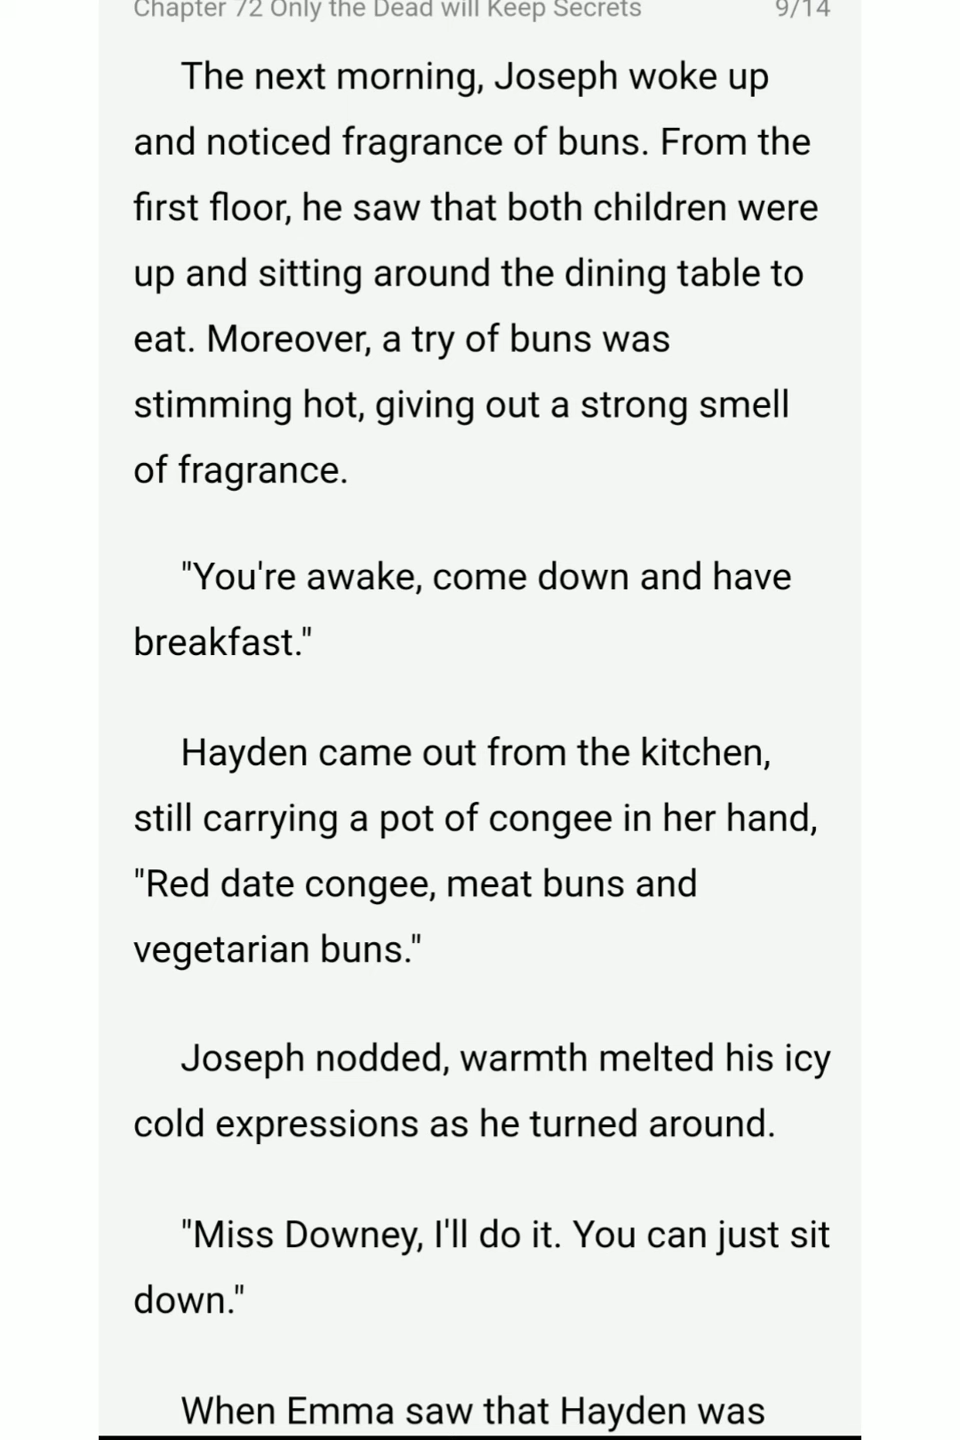 Chapter 72 Only the Dead will Keep Secrets 9/14
The next morning, Joseph woke up
and noticed fragrance of buns. From the
first floor, he saw that both children were
up and sitting around the dining table to
eat. Moreover, a try of buns was
stimming hot, giving out a strong smell
of fragrance.
"You're awake, come down and have
breakfast."
Hayden came out from the kitchen,
still carrying a pot of congee in her hand,
"Red date congee, meat buns and
vegetarian buns."
Joseph nodded, warmth melted his icy
cold expressions as he turned around.
"Miss Downey, I'll do it. You can just sit
down."
When Emma saw that Hayden was